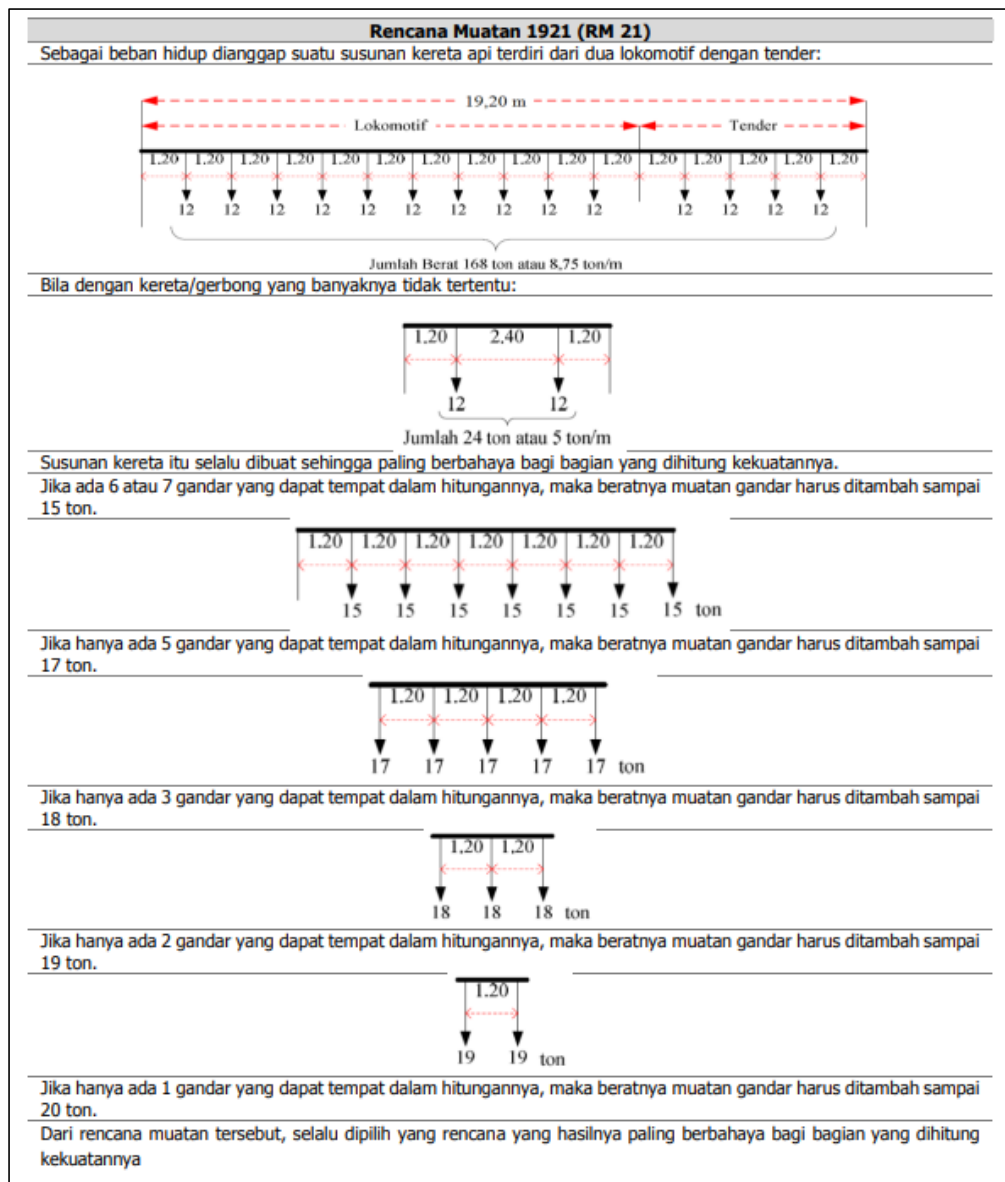 Rencana Muatan 1921 (RM 21)
Sebagai beban hidup dianggap suatu susunan kereta api terdiri dari dua lokomotif dengan tender:
19,20 m
Lokomotif Tender
1.20 1.20 1.20 1.20 1.20 1.20 1.20 1.20 1.20 1.20 1.20 1.20 1.20 1.20 1.20 1.20
12 12 12 12 12 12 12 12 12 12 12 12 12 12
Jumlah Berat 168 ton atau 8,75 ton/m
Bila dengan kereta/gerbong yang banyaknya tidak tertentu:
1.20 2.40 1.20
12 12
Jumlah 24 ton atau 5 ton/m
Susunan kereta itu selalu dibuat sehingga paling berbahaya bagi bagian yang dihitung kekuatannya.
Jika ada 6 atau 7 gandar yang dapat tempat dalam hitungannya, maka beratnya muatan gandar harus ditambah sampai
15 ton.
1.20 1.20 1.20 1.20 1.20 1.20 1.20
15 15 15 15 15 15 15 ton
Jika hanya ada 5 gandar yang dapat tempat dalam hitungannya, maka beratnya muatan gandar harus ditambah sampai
17 ton.
1.20 1.20 1.20 1.20
17 17 17 17 17 ton
Jika hanya ada 3 gandar yang dapat tempat dalam hitungannya, maka beratnya muatan gandar harus ditambah sampai
18 ton.
1,20 1,20
18 18 18 ton
Jika hanya ada 2 gandar yang dapat tempat dalam hitungannya, maka beratnya muatan gandar harus ditambah sampai
19 ton.
1.20
19 19 ton
Jika hanya ada 1 gandar yang dapat tempat dalam hitungannya, maka beratnya muatan gandar harus ditambah sampai
20 ton.
Dari rencana muatan tersebut, selalu dipilih yang rencana yang hasilnya paling berbahaya bagi bagian yang dihitung
kekuatannya